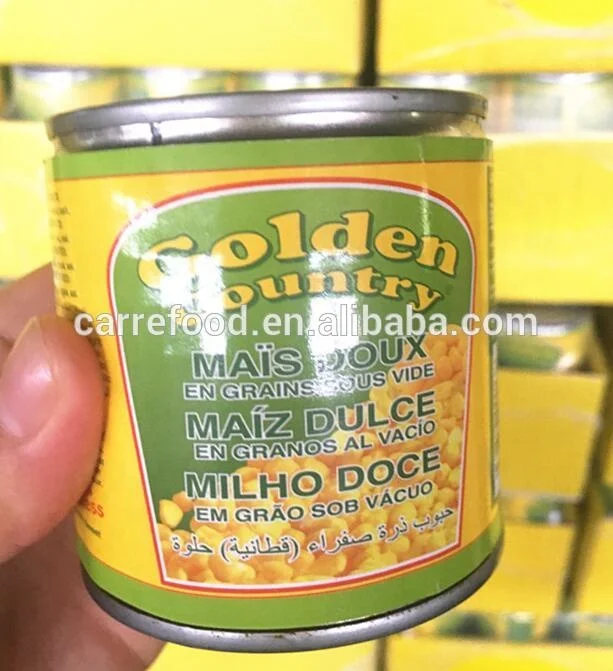 Golden
Country
carrefood.en.alibaba.com
MAÏS DOUX
EN GRAINS SOUS VIDE
MAÍZ DULCE
EN GRANOS AL VACÍO
MILHO DOCE
EM GRÃO SOB VÁCUO
حبوب ذرة صفراء (قطانية) حلوة